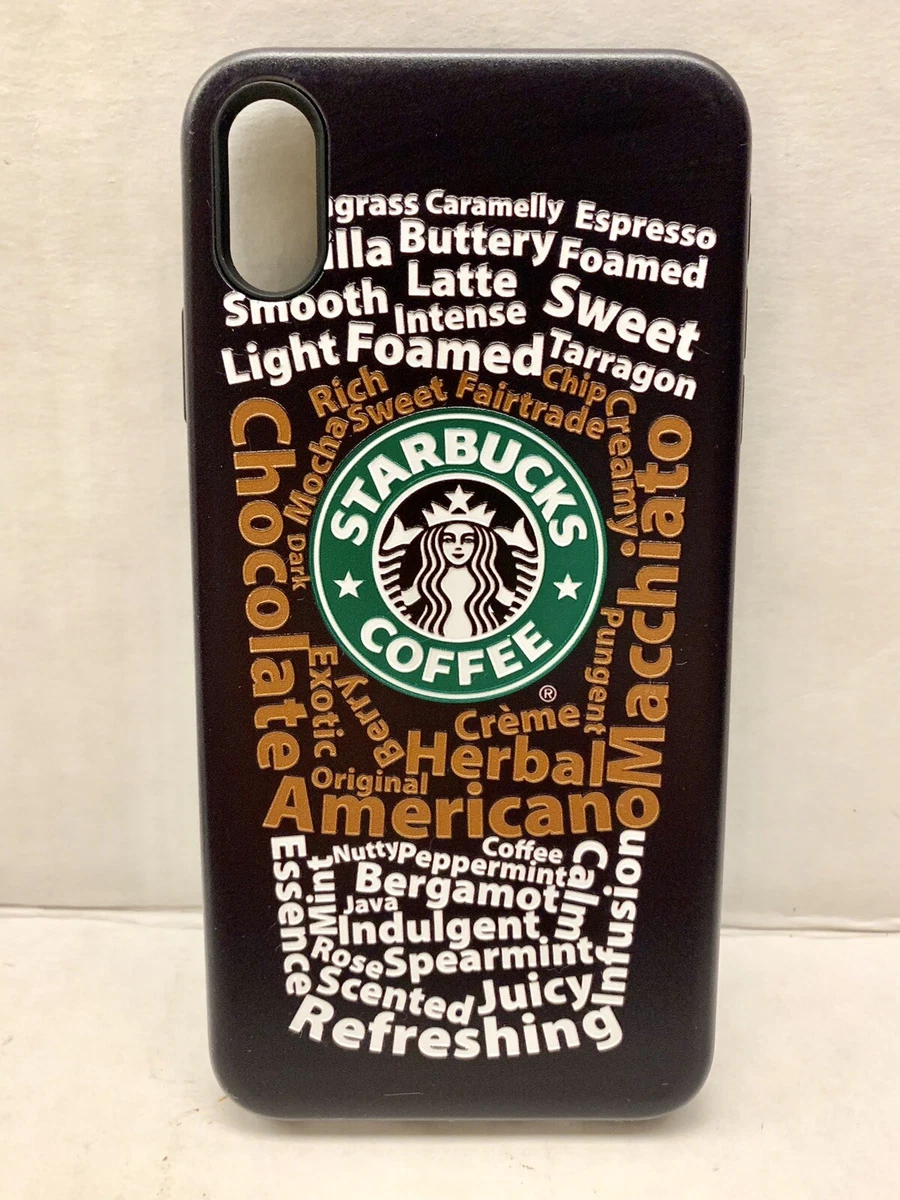 grass Caramelly Espresso
illa Buttery Foamed
Smooth Latte Sweet
Intense
Light Foamed Tarragon
Rich Sweet Fairtrade Chip
Chocolate Mocha Creamy Macchiato
Dark
STARBUCKS
COFFEE
®
Exotic Berry Pungent
Crème
Herbal
Original
Americano
Essence Mint Nutty Peppermint Coffee Calm Infusion
Bergamot
Java
Indulgent
Rose Spearmint
Scented Juicy
Refreshing